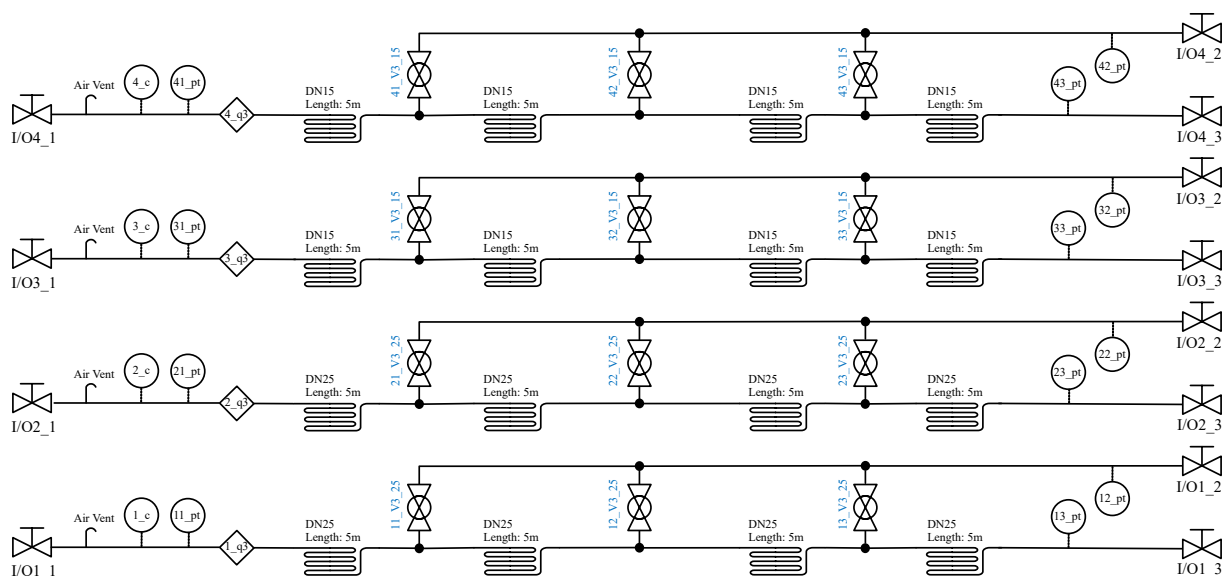 I/O4_2
41_V3_15
42_V3_15
43_V3_15
42_pt
Air Vent
4_c
41_pt
43_pt
4_q3
DN15
Length: 5m
DN15
Length: 5m
DN15
Length: 5m
DN15
Length: 5m
I/O4_1
I/O4_3
I/O3_2
31_V3_15
32_V3_15
33_V3_15
32_pt
Air Vent
3_c
31_pt
33_pt
3_q3
DN15
Length: 5m
DN15
Length: 5m
DN15
Length: 5m
DN15
Length: 5m
I/O3_1
I/O3_3
I/O2_2
21_V3_25
22_V3_25
23_V3_25
22_pt
Air Vent
2_c
21_pt
23_pt
2_q3
DN25
Length: 5m
DN25
Length: 5m
DN25
Length: 5m
DN25
Length: 5m
I/O2_1
I/O2_3
I/O1_2
11_V3_25
12_V3_25
13_V3_25
12_pt
Air Vent
1_c
11_pt
13_pt
1_q3
DN25
Length: 5m
DN25
Length: 5m
DN25
Length: 5m
DN25
Length: 5m
I/O1_1
I/O1_3